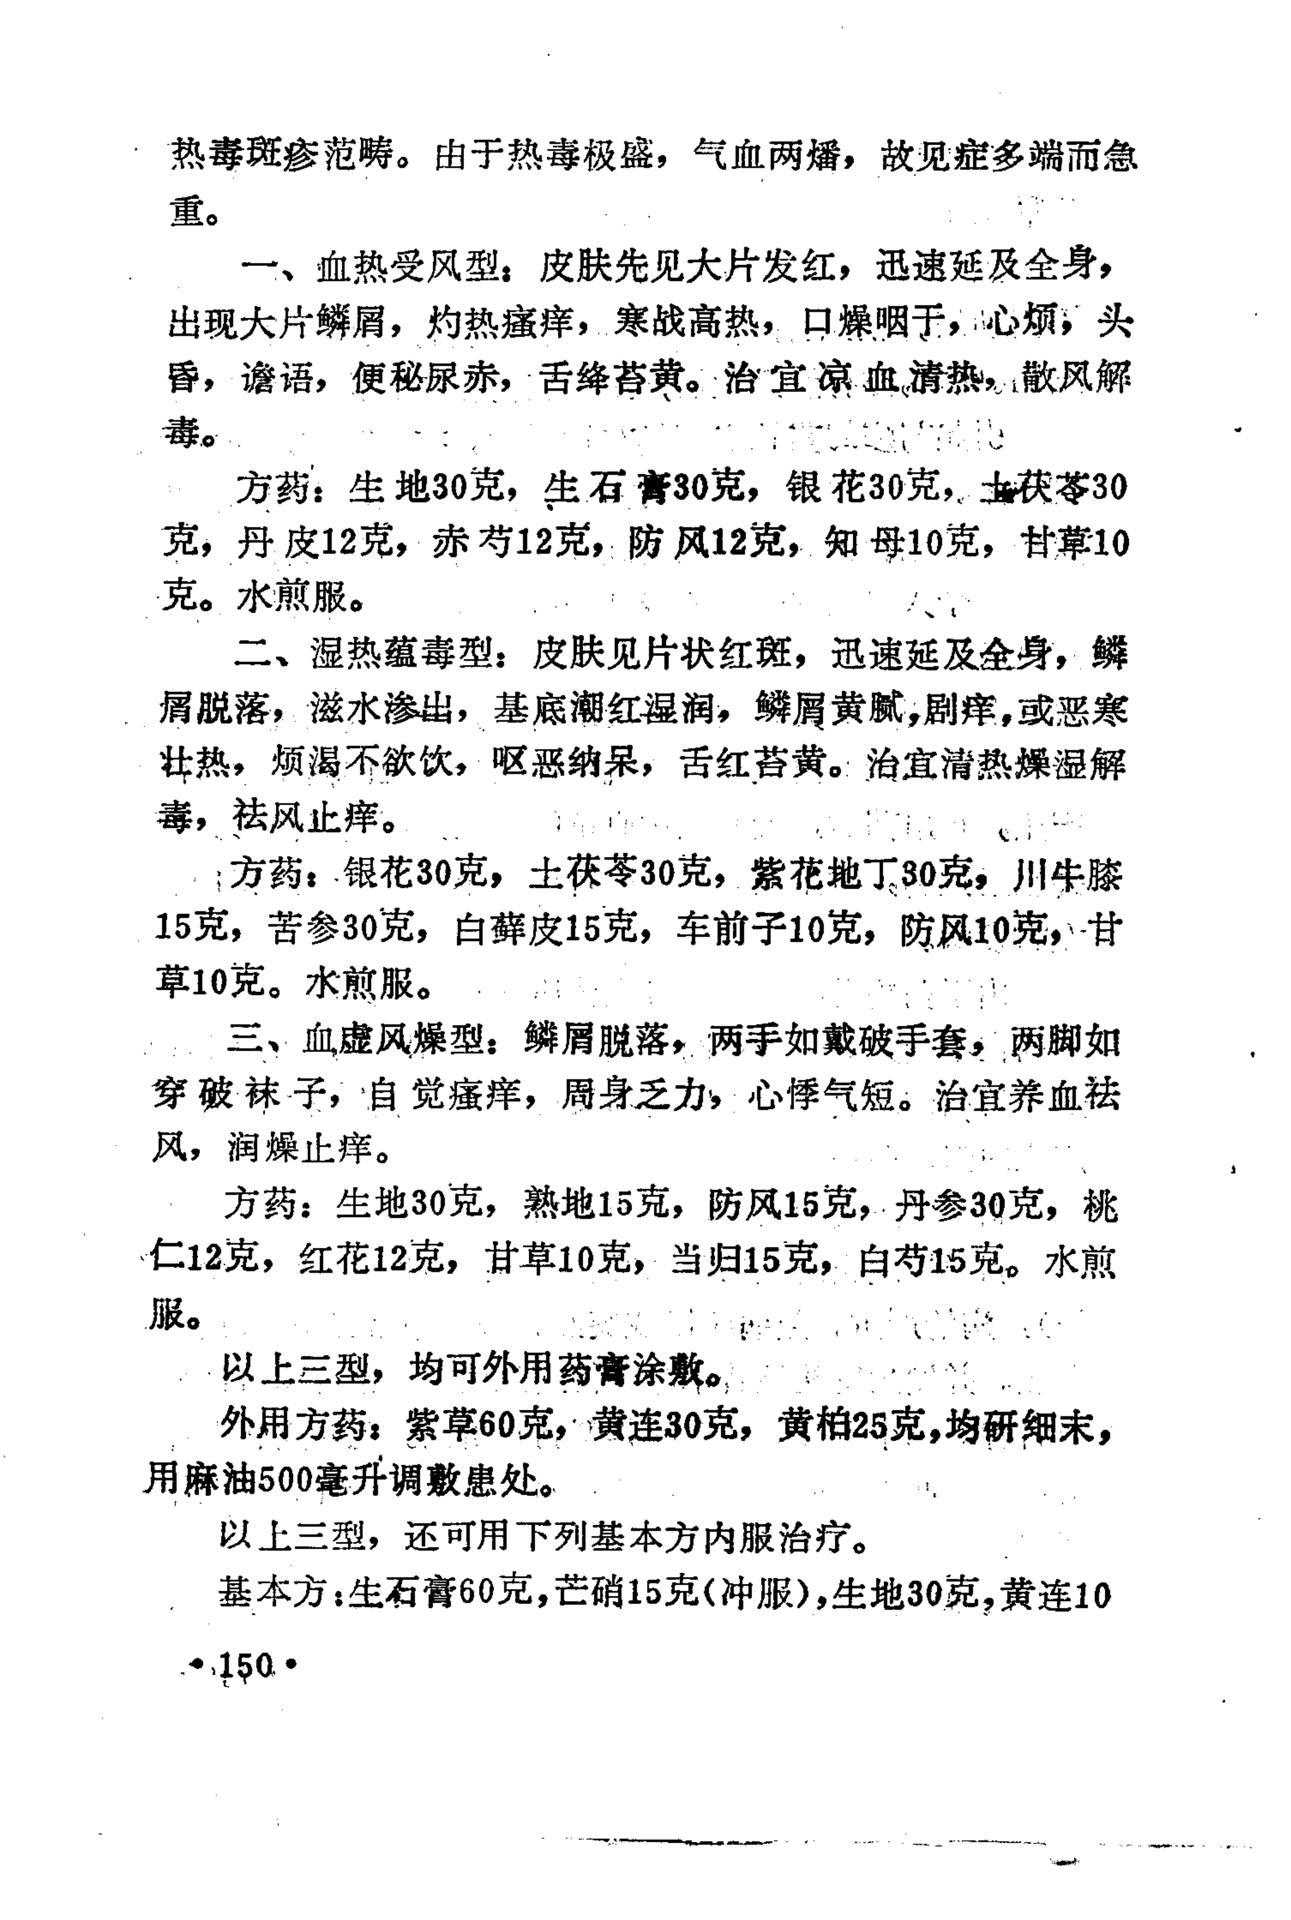 热毒斑疹范畴。由于热毒极盛，气血两燔，故见症多端而急
重。
一、血热受风型：皮肤先见大片发红，迅速延及全身，
出现大片鳞屑，灼热瘙痒，寒战高热，口燥咽干，心烦，头
昏，谵语，便秘尿赤，舌绛苔黄。治宜凉血清热，散风解
毒。
方药：生地30克，生石膏30克，银花30克，土茯苓30
克，丹皮12克，赤芍12克，防风12克，知母10克，甘草10
克。水煎服。
二、湿热蕴毒型：皮肤见片状红斑，迅速延及全身，鳞
屑脱落，滋水渗出，基底潮红湿润，鳞屑黄腻，剧痒，或恶寒
壮热，烦渴不欲饮，呕恶纳呆，舌红苔黄。治宜清热燥湿解
毒，祛风止痒。
方药：银花30克，土茯苓30克，紫花地丁30克，川牛膝
15克，苦参30克，白藓皮15克，车前子10克，防风10克，甘
草10克。水煎服。
三、血虚风燥型：鳞屑脱落，两手如戴破手套，两脚如
穿破袜子，自觉瘙痒，周身乏力，心悸气短。治宜养血祛
风，润燥止痒。
方药：生地30克，熟地15克，防风15克，丹参30克，桃
仁12克，红花12克，甘草10克，当归15克，白芍15克。水煎
服。
以上三型，均可外用药膏涂敷。
外用方药：紫草60克，黄连30克，黄柏25克，均研细末，
用麻油500毫升调敷患处。
以上三型，还可用下列基本方内服治疗。
基本方：生石膏60克，芒硝15克（冲服），生地30克，黄连10
•150•